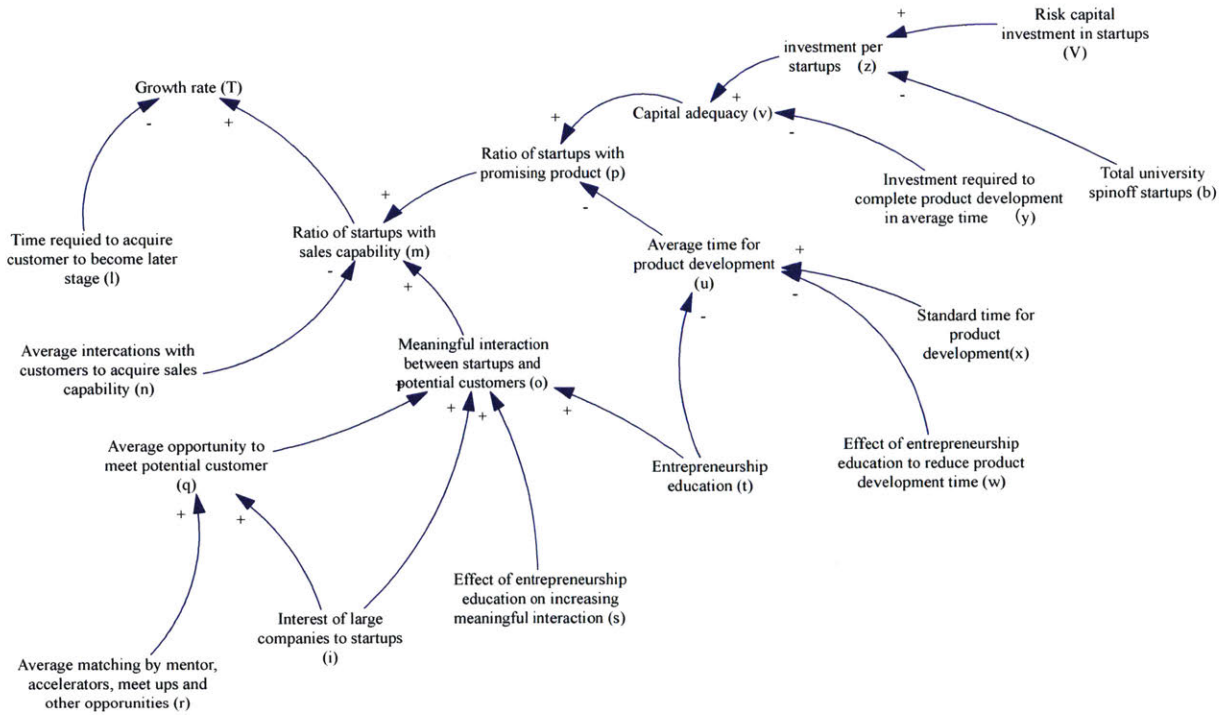 +
Risk capital
investment in startups
(V)
investment per
startups (z)
-
Growth rate (T)
-
+
+
Capital adequacy (v)
-
+
Ratio of startups with
promising product (p)
Investment required to
complete product development
in average time (y)
Total university
spinoff startups (b)
+
-
Time requied to acquire
customer to become later
stage (l)
Ratio of startups with
sales capability (m)
-
+
Average time for
product development
(u)
+
-
-
Standard time for
product
development(x)
Average intercations with
customers to acquire sales
capability (n)
Meaningful interaction
between startups and
potential customers (o)
+
+
+
+
Average opportunity to
meet potential customer
(q)
+
+
Entrepreneurship
education (t)
Effect of entrepreneurship
education to reduce product
development time (w)
Effect of entrepreneurship
education on increasing
meaningful interaction (s)
Interest of large
companies to startups
(i)
Average matching by mentor,
accelerators, meet ups and
other opporunities (r)